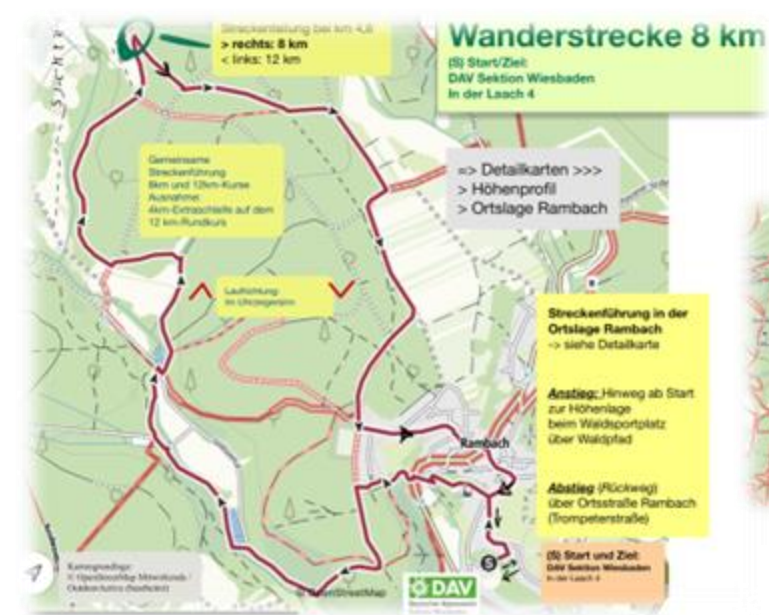 Streckenteilung bei km 4,8
> rechts: 8 km
< links: 12 km
Wanderstrecke 8 km
(S) Start/Ziel:
DAV Sektion Wiesbaden
In der Laach 4
Gemeinsame
Streckenführung
8km und 12km-Kurse
Ausnahme:
4km-Extraschleife auf dem
12 km-Rundkurs
=> Detailkarten >>>
> Höhenprofil
> Ortslage Rambach
Laufrichtung
im Uhrzeigersinn
Streckenführung in der
Ortslage Rambach
-> siehe Detailkarte
Anstieg: Hinweg ab Start
zur Höhenlage
beim Waldsportplatz
über Waldpfad
Rambach
Abstieg (Rückweg)
über Ortsstraße Rambach
(Trompeterstraße)
S
(S) Start und Ziel:
DAV Sektion Wiesbaden
In der Laach 4
Kartengrundlage:
© OpenStreetMap
© OpenStreetMap
DAV